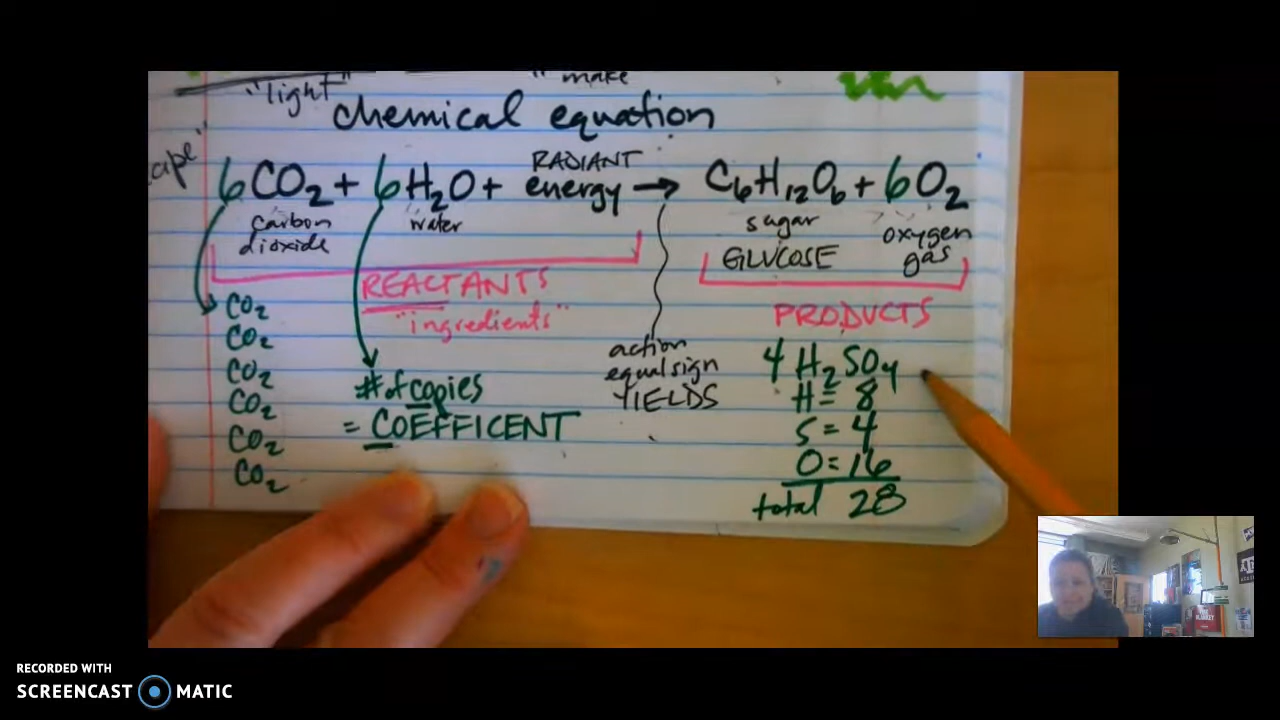 "light"
"make
chemical equation
ape"
RADIANT
6CO2 + 6H2O + energy → C6H12O6 + 6O2
carbon dioxide
water
sugar
GLUCOSE
oxygen gas
REACTANTS
"ingredients"
PRODUCTS
CO2
CO2
CO2
CO2
CO2
CO2
# of copies
= COEFFICENT
action
equal sign
YIELDS
4 H2SO4
H = 8
S = 4
O = 16
total 28
RECORDED WITH
SCREENCAST MATIC